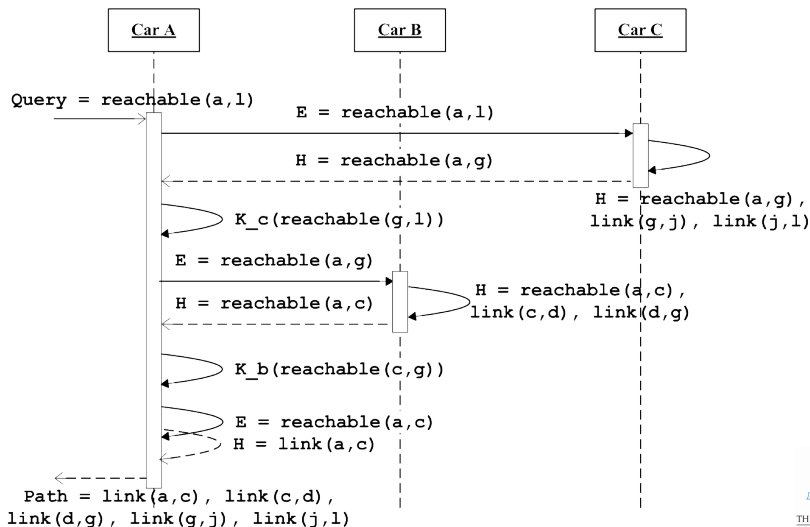 Car A
Car B
Car C
Query = reachable(a,l)
E = reachable(a,l)
H = reachable(a,g)
H = reachable(a,g),
link(g,j), link(j,l)
K_c(reachable(g,l))
E = reachable(a,g)
H = reachable(a,c)
H = reachable(a,c),
link(c,d), link(d,g)
K_b(reachable(c,g))
E = reachable(a,c)
H = link(a,c)
Path = link(a,c), link(c,d),
link(d,g), link(g,j), link(j,l)
TH